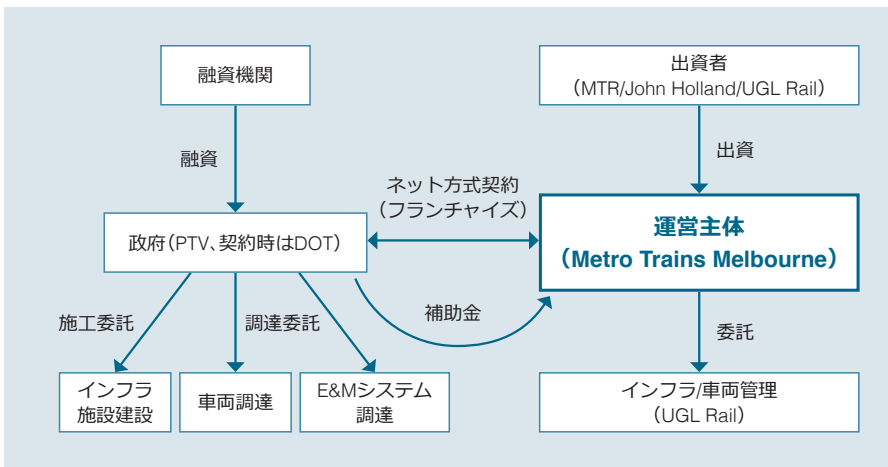 融資機関
出資者
（MTR/John Holland/UGL Rail）
融資
出資
ネット方式契約
（フランチャイズ）
政府（PTV、契約時はDOT）
運営主体
（Metro Trains Melbourne）
施工委託
調達委託
補助金
委託
インフラ
施設建設
車両調達
E&Mシステム
調達
インフラ/車両管理
（UGL Rail）